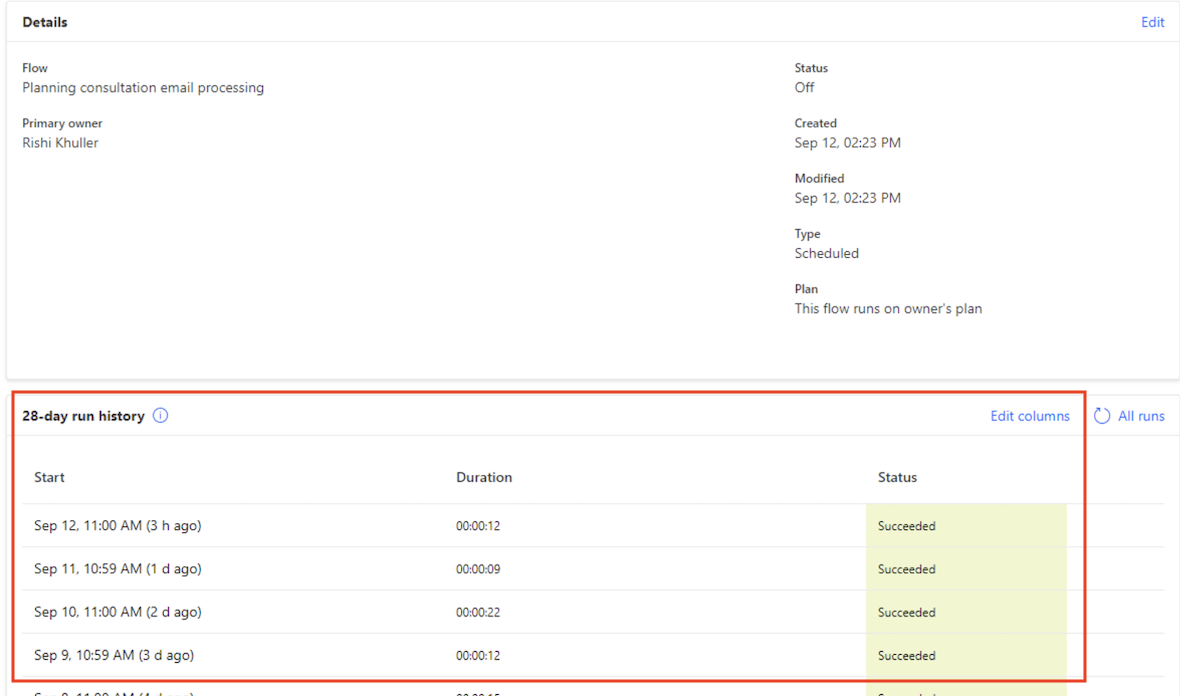 Details
Edit
Flow
Planning consultation email processing
Primary owner
Rishi Khuller
Status
Off
Created
Sep 12, 02:23 PM
Modified
Sep 12, 02:23 PM
Type
Scheduled
Plan
This flow runs on owner's plan
28-day run history
Edit columns
All runs
Start Duration Status
Sep 12, 11:00 AM (3 h ago) 00:00:12 Succeeded
Sep 11, 10:59 AM (1 d ago) 00:00:09 Succeeded
Sep 10, 11:00 AM (2 d ago) 00:00:22 Succeeded
Sep 9, 10:59 AM (3 d ago) 00:00:12 Succeeded